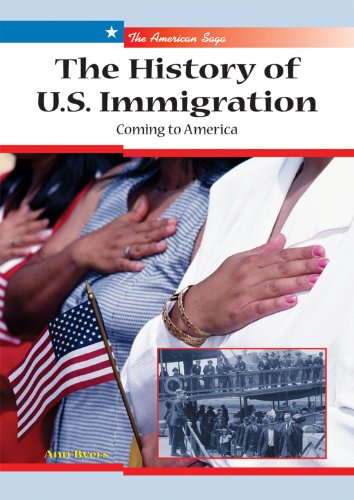 The American Saga
The History of
U.S. Immigration
Coming to America
Ann Byers